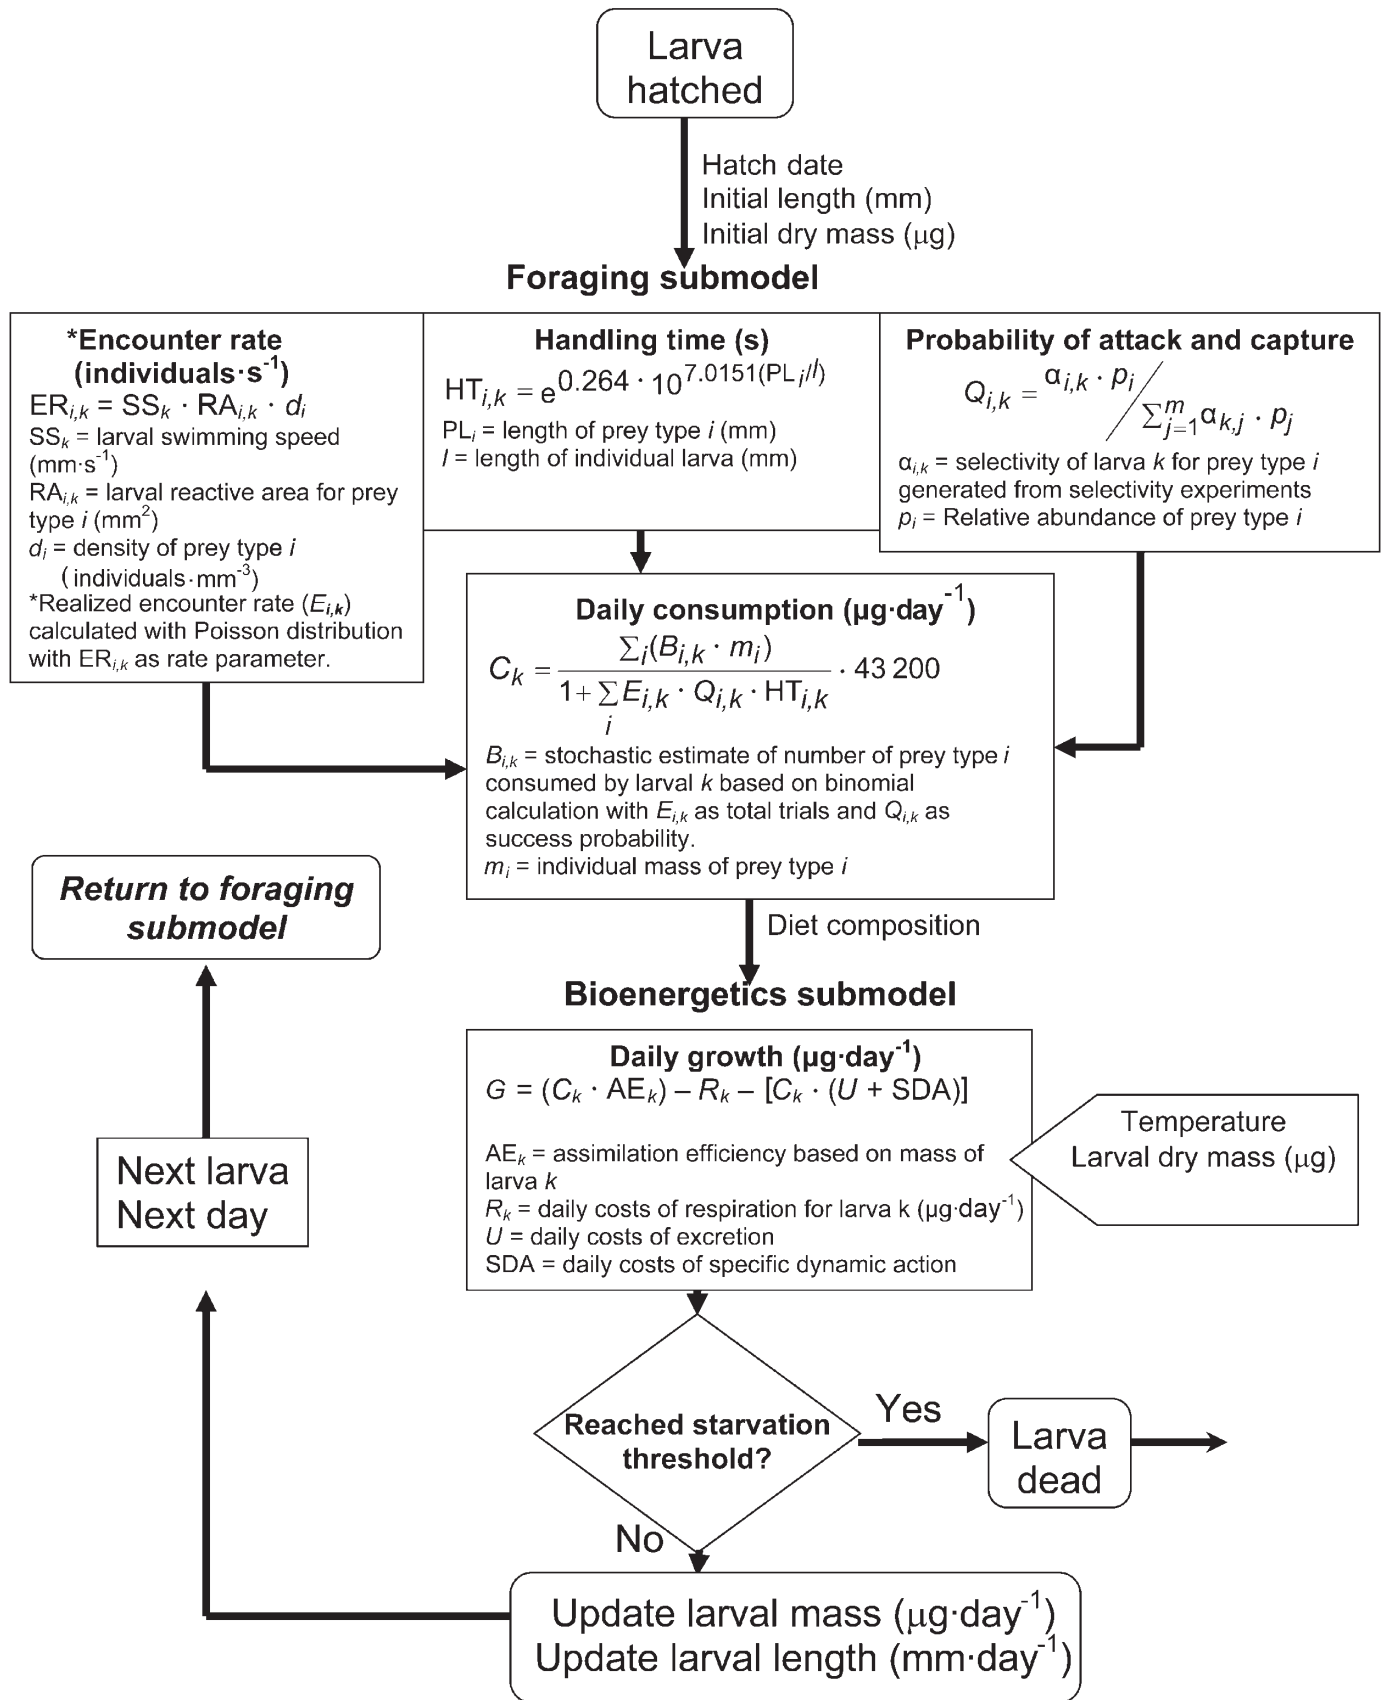 Larva
hatched
Hatch date
Initial length (mm)
Initial dry mass (μg)
Foraging submodel
*Encounter rate
(individuals·s⁻¹)
ERᵢ,ₖ = SSₖ · RAᵢ,ₖ · dᵢ
SSₖ = larval swimming speed
(mm·s⁻¹)
RAᵢ,ₖ = larval reactive area for prey
type i (mm²)
dᵢ = density of prey type i
(individuals·mm⁻³)
*Realized encounter rate (Eᵢ,ₖ)
calculated with Poisson distribution
with ERᵢ,ₖ as rate parameter.
Handling time (s)
HTᵢ,ₖ = e^0.264 · 10^7.0151(PLᵢ/l)
PLᵢ = length of prey type i (mm)
l = length of individual larva (mm)
Probability of attack and capture
Qᵢ,ₖ = αᵢ,ₖ · pᵢ / ∑ᵐⱼ₌₁ αₖ,ⱼ · pⱼ
αᵢ,ₖ = selectivity of larva k for prey type i
generated from selectivity experiments
pᵢ = Relative abundance of prey type i
Daily consumption (μg·day⁻¹)
Cₖ = ∑ᵢ(Bᵢ,ₖ · mᵢ) / 1 + ∑ᵢ Eᵢ,ₖ · Qᵢ,ₖ · HTᵢ,ₖ · 43 200
Bᵢ,ₖ = stochastic estimate of number of prey type i
consumed by larval k based on binomial
calculation with Eᵢ,ₖ as total trials and Qᵢ,ₖ as
success probability.
mᵢ = individual mass of prey type i
Return to foraging
submodel
Diet composition
Bioenergetics submodel
Daily growth (μg·day⁻¹)
G = (Cₖ · AEₖ) – Rₖ – [Cₖ · (U + SDA)]
AEₖ = assimilation efficiency based on mass of
larva k
Rₖ = daily costs of respiration for larva k (μg·day⁻¹)
U = daily costs of excretion
SDA = daily costs of specific dynamic action
Temperature
Larval dry mass (μg)
Next larva
Next day
Reached starvation
threshold?
Yes
Larva
dead
No
Update larval mass (μg·day⁻¹)
Update larval length (mm·day⁻¹)